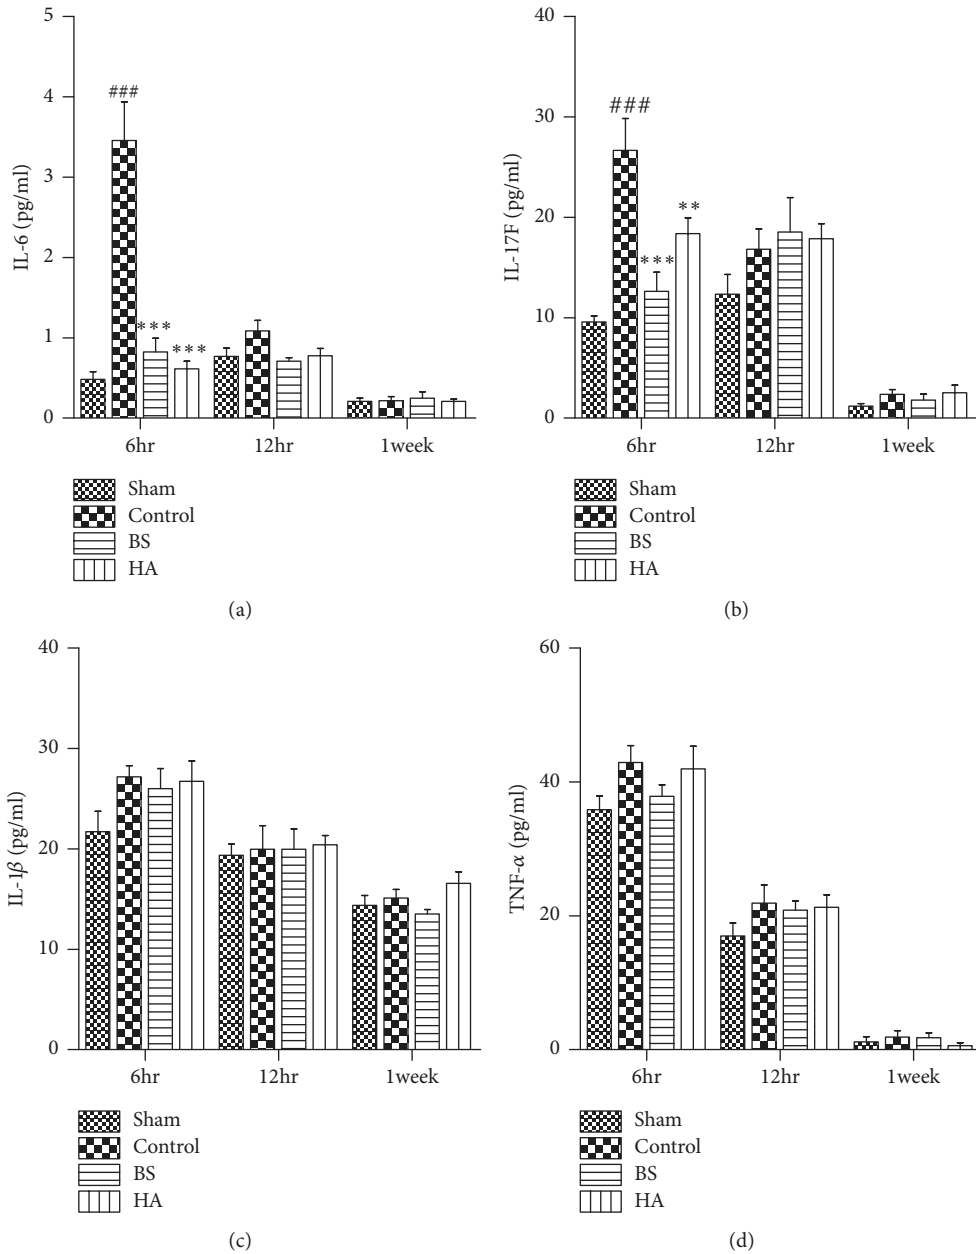 5
4
3
2
1
0
IL-6 (pg/ml)
###
***
***
6hr 12hr 1week
Sham
Control
BS
HA
(a)
40
30
20
10
0
IL-17F (pg/ml)
###
***
**
6hr 12hr 1week
Sham
Control
BS
HA
(b)
40
30
20
10
0
IL-1β (pg/ml)
6hr 12hr 1week
Sham
Control
BS
HA
(c)
60
40
20
0
TNF-α (pg/ml)
6hr 12hr 1week
Sham
Control
BS
HA
(d)